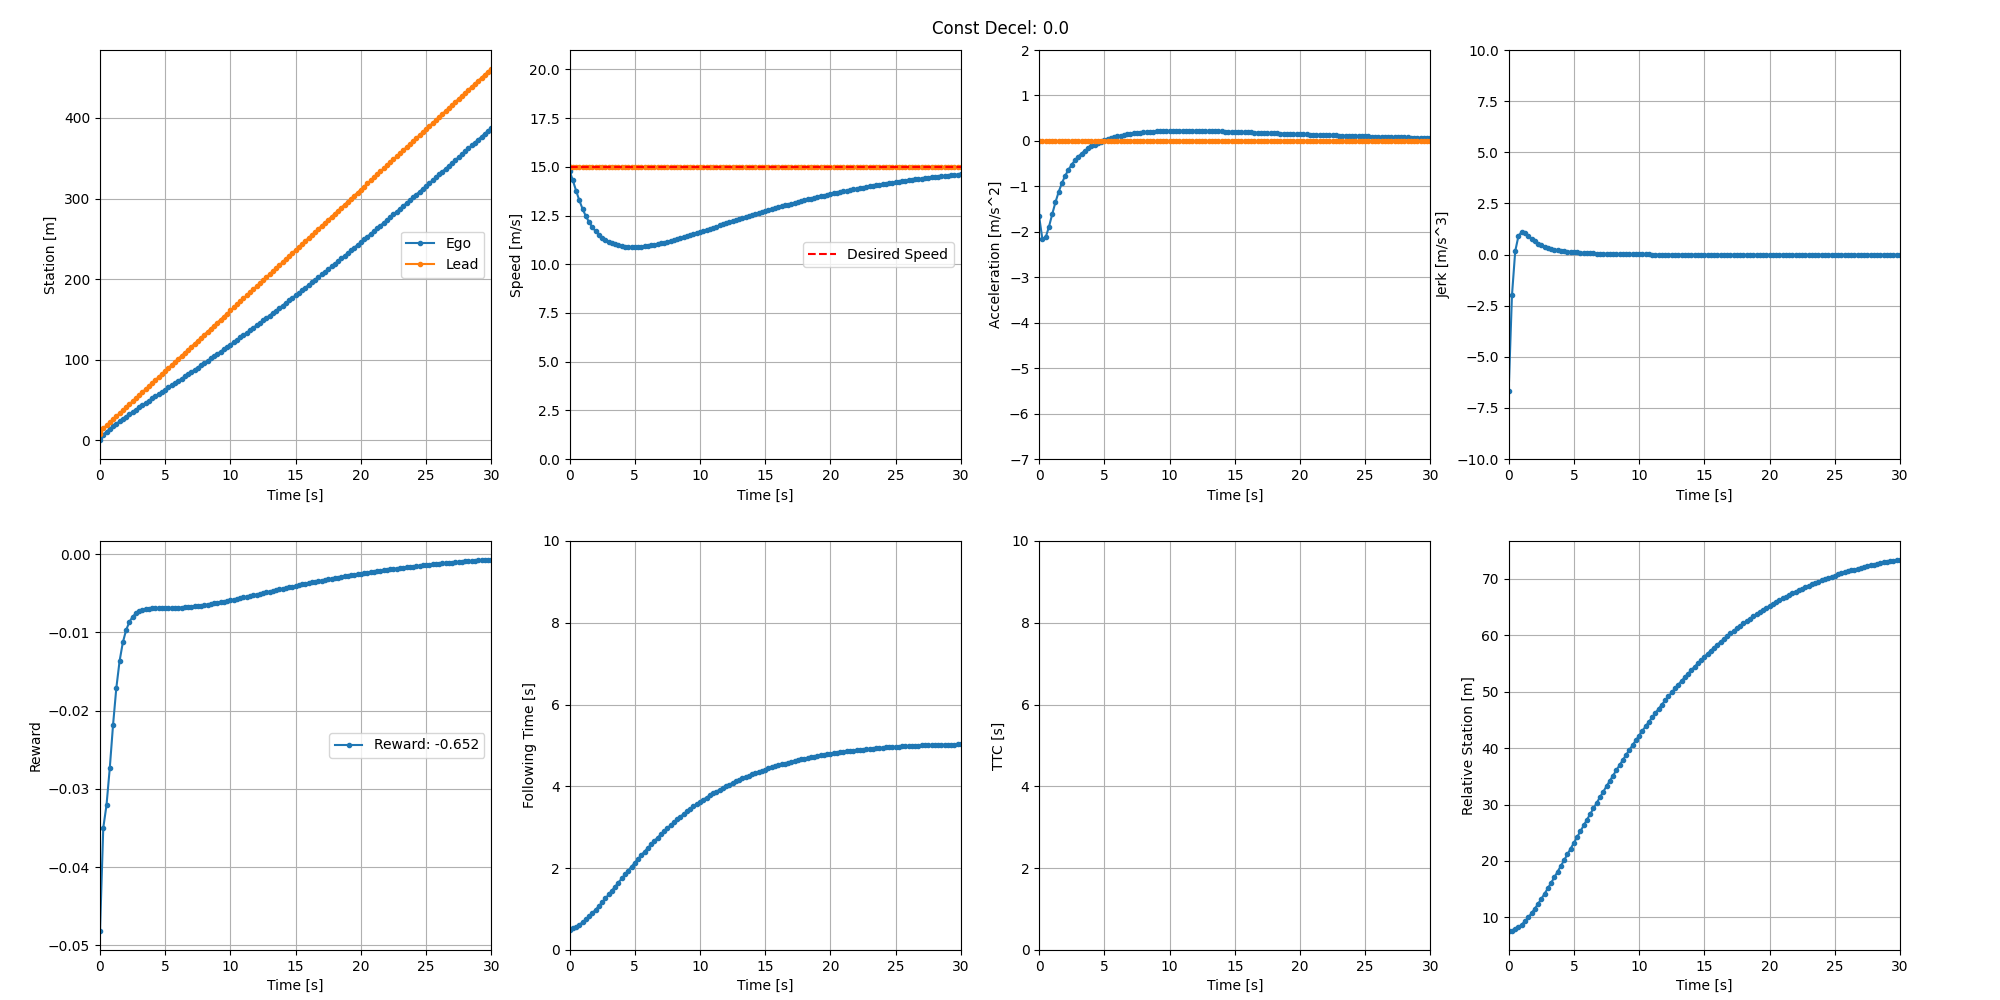 Const Decel: 0.0
Station [m]
400
300
200
100
0
0 5 10 15 20 25 30
Time [s]
Ego
Lead
Speed [m/s]
20.0
17.5
15.0
12.5
10.0
7.5
5.0
2.5
0.0
0 5 10 15 20 25 30
Time [s]
Desired Speed
Acceleration [m/s^2]
2
1
0
−1
−2
−3
−4
−5
−6
−7
0 5 10 15 20 25 30
Time [s]
Jerk [m/s^3]
10.0
7.5
5.0
2.5
0.0
−2.5
−5.0
−7.5
−10.0
0 5 10 15 20 25 30
Time [s]
Reward
0.00
−0.01
−0.02
−0.03
−0.04
−0.05
0 5 10 15 20 25 30
Time [s]
Reward: -0.652
Following Time [s]
10
8
6
4
2
0
0 5 10 15 20 25 30
Time [s]
TTC [s]
10
8
6
4
2
0
0 5 10 15 20 25 30
Time [s]
Relative Station [m]
70
60
50
40
30
20
10
0 5 10 15 20 25 30
Time [s]